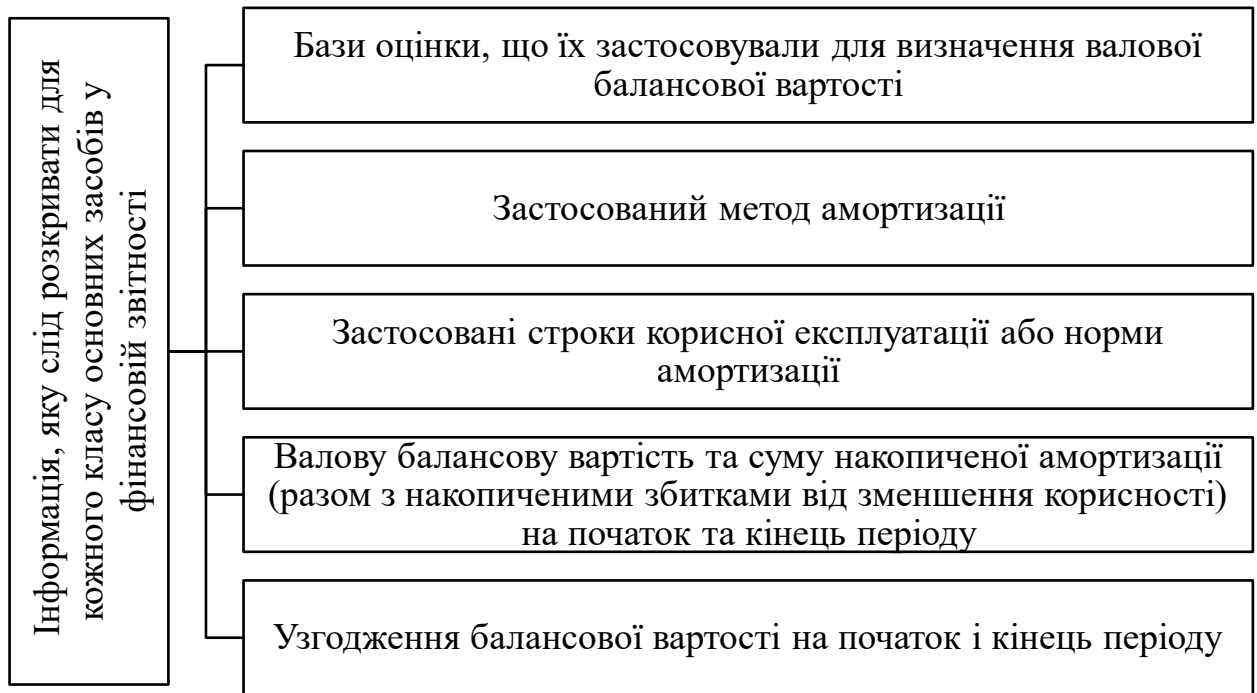 Інформація, яку слід розкривати для
кожного класу основних засобів у
фінансовій звітності
Бази оцінки, що їх застосовували для визначення валової
балансової вартості
Застосований метод амортизації
Застосовані строки корисної експлуатації або норми
амортизації
Валову балансову вартість та суму накопиченої амортизації
(разом з накопиченими збитками від зменшення корисності)
на початок та кінець періоду
Узгодження балансової вартості на початок і кінець періоду